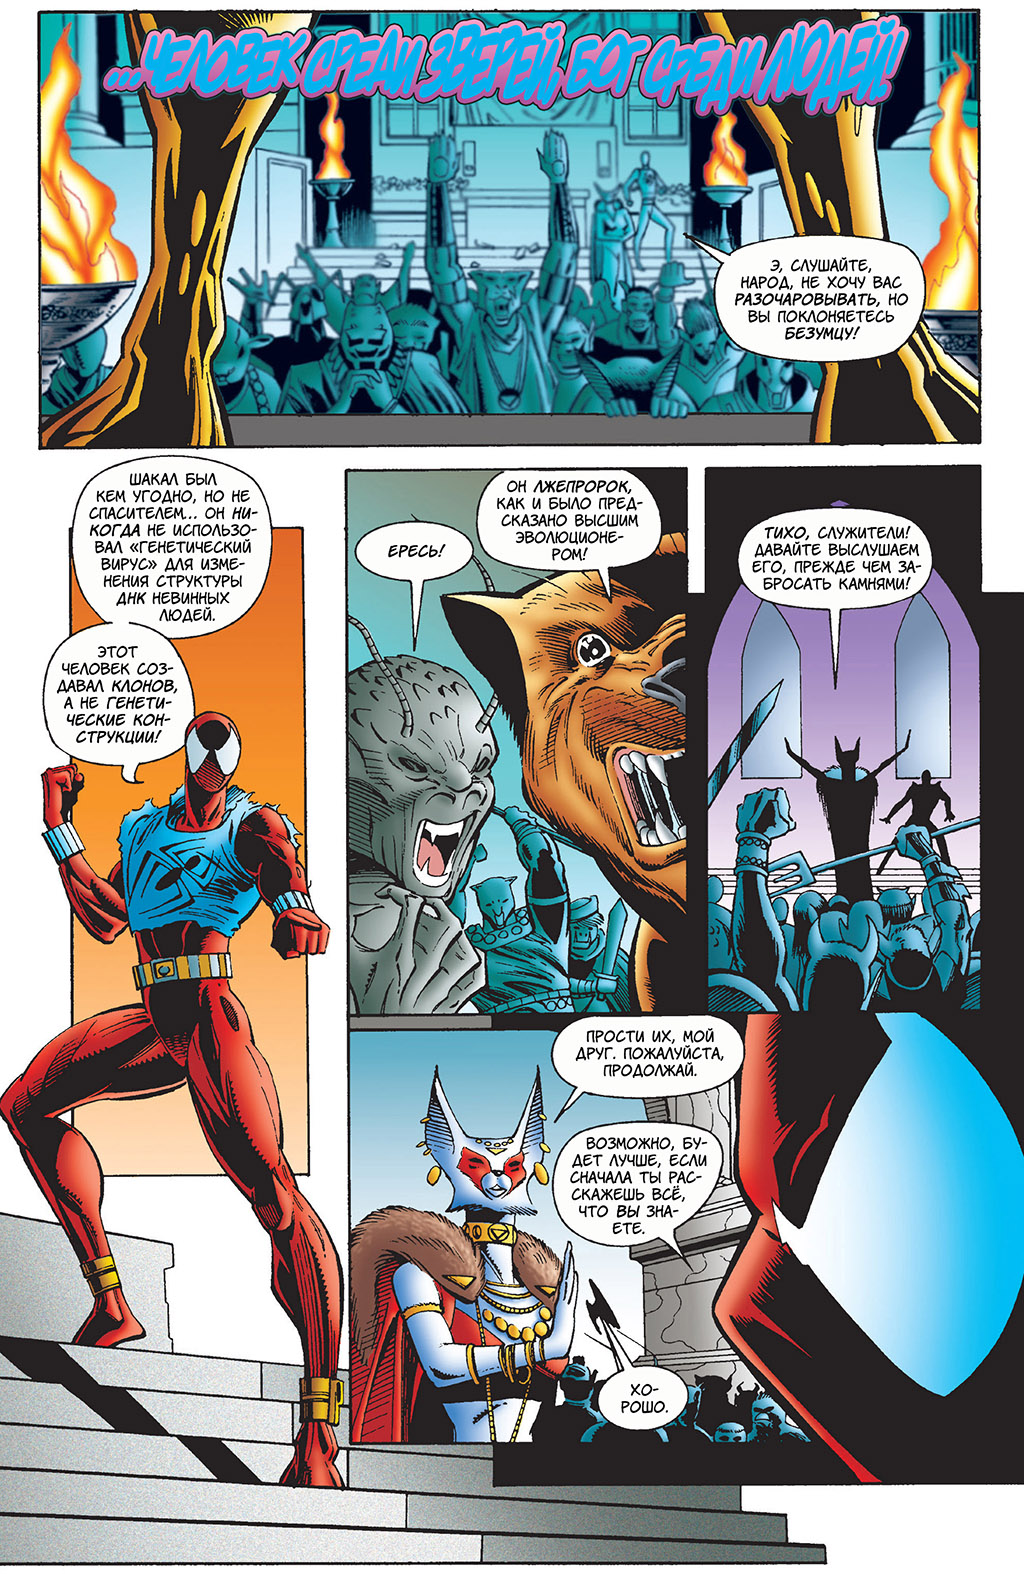 ...ЧЕЛОВЕК СРЕДИ ЗВЕРЕЙ, БОГ СРЕДИ ЛЮДЕЙ!
Э, СЛУШАЙТЕ,
НАРОД, НЕ ХОЧУ ВАС
РАЗОЧАРОВЫВАТЬ, НО
ВЫ ПОКЛОНЯЕТЕСЬ
БЕЗУМЦУ!
ШАКАЛ БЫЛ
КЕМ УГОДНО, НО НЕ
СПАСИТЕЛЕМ... ОН НИ-
КОГДА НЕ ИСПОЛЬЗО-
ВАЛ «ГЕНЕТИЧЕСКИЙ
ВИРУС» ДЛЯ ИЗМЕ-
НЕНИЯ СТРУКТУРЫ
ДНК НЕВИННЫХ
ЛЮДЕЙ.
ЭТОТ
ЧЕЛОВЕК СОЗ-
ДАВАЛ КЛОНОВ,
А НЕ ГЕНЕТИ-
ЧЕСКИЕ КОН-
СТРУКЦИИ!
ЕРЕСЬ!
ОН ЛЖЕПРОРОК,
КАК И БЫЛО ПРЕД-
СКАЗАНО ВЫСШИМ
ЭВОЛЮЦИОНЕ-
РОМ!
ТИХО, СЛУЖИТЕЛИ!
ДАВАЙТЕ ВЫСЛУШАЕМ
ЕГО, ПРЕЖДЕ ЧЕМ ЗА-
БРОСАТЬ КАМНЯМИ!
ПРОСТИ ИХ, МОЙ
ДРУГ. ПОЖАЛУЙСТА,
ПРОДОЛЖАЙ.
ВОЗМОЖНО, БУ-
ДЕТ ЛУЧШЕ, ЕСЛИ
СНАЧАЛА ТЫ РАС-
СКАЖЕШЬ ВСЁ,
ЧТО ВЫ ЗНА-
ЕТЕ.
ХО-
РОШО.